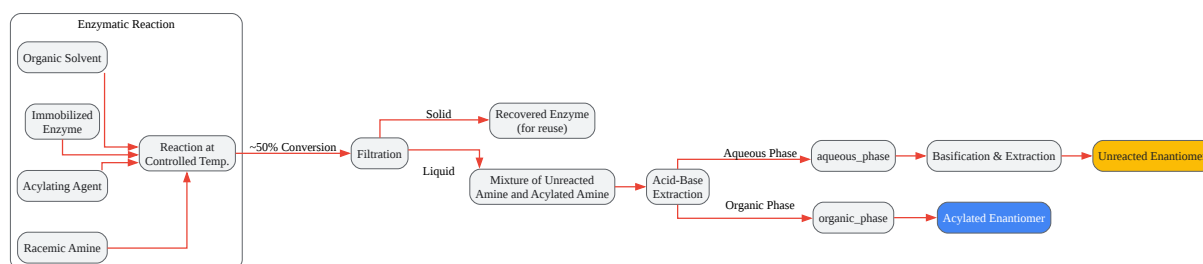 Enzymatic Reaction
Organic Solvent
Immobilized
Enzyme
Acylating Agent
Racemic Amine
Reaction at
Controlled Temp.
~50% Conversion
Filtration
Solid
Recovered Enzyme
(for reuse)
Liquid
Mixture of Unreacted
Amine and Acylated Amine
Acid-Base
Extraction
Aqueous Phase
aqueous_phase
Basification & Extraction
Unreacted Enantiomer
Organic Phase
organic_phase
Acylated Enantiomer